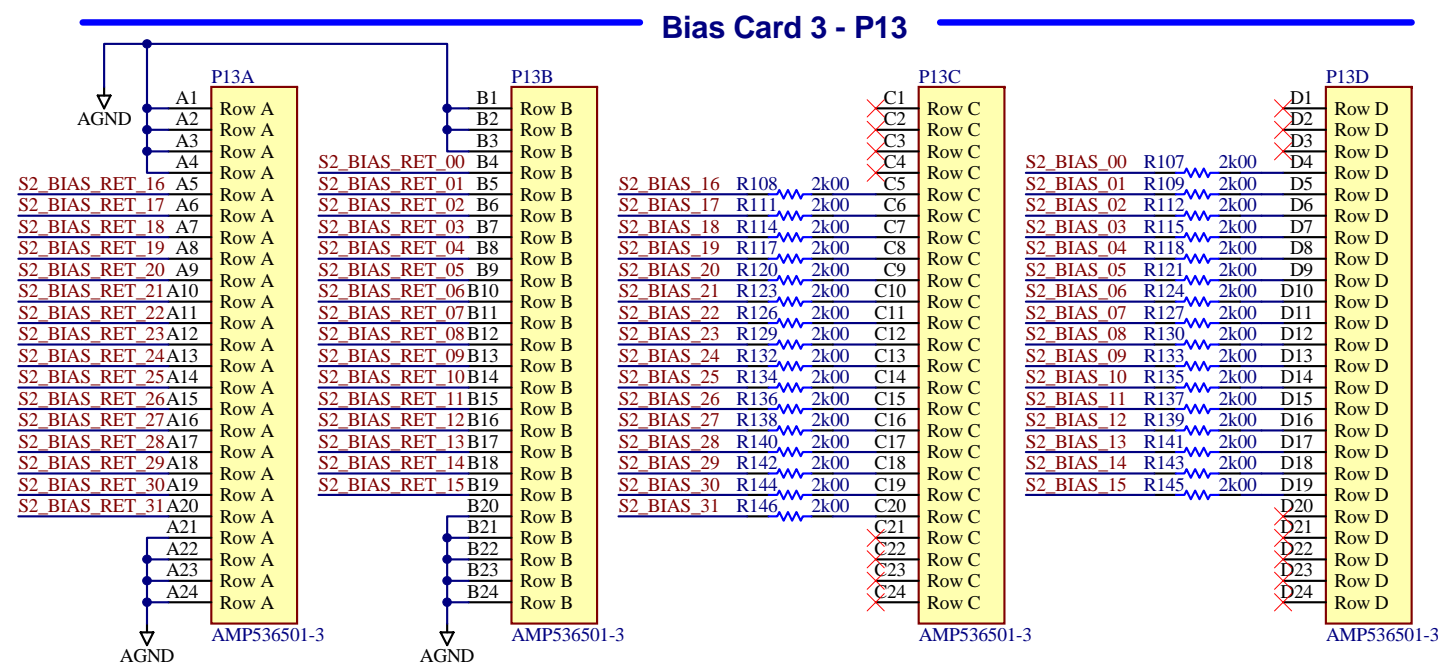 Bias Card 3 - P13
P13A P13B P13C P13D
AGND
A1 Row A B1 Row B C1 Row C D1 Row D
A2 Row A B2 Row B C2 Row C D2 Row D
A3 Row A B3 Row B C3 Row C D3 Row D
A4 Row A S2_BIAS_RET_00 B4 Row B C4 Row C S2_BIAS_00 R107 2k00 D4 Row D
S2_BIAS_RET_16 A5 Row A S2_BIAS_RET_01 B5 Row B S2_BIAS_16 R108 2k00 C5 Row C S2_BIAS_01 R109 2k00 D5 Row D
S2_BIAS_RET_17 A6 Row A S2_BIAS_RET_02 B6 Row B S2_BIAS_17 R111 2k00 C6 Row C S2_BIAS_02 R112 2k00 D6 Row D
S2_BIAS_RET_18 A7 Row A S2_BIAS_RET_03 B7 Row B S2_BIAS_18 R114 2k00 C7 Row C S2_BIAS_03 R115 2k00 D7 Row D
S2_BIAS_RET_19 A8 Row A S2_BIAS_RET_04 B8 Row B S2_BIAS_19 R117 2k00 C8 Row C S2_BIAS_04 R118 2k00 D8 Row D
S2_BIAS_RET_20 A9 Row A S2_BIAS_RET_05 B9 Row B S2_BIAS_20 R120 2k00 C9 Row C S2_BIAS_05 R121 2k00 D9 Row D
S2_BIAS_RET_21 A10 Row A S2_BIAS_RET_06 B10 Row B S2_BIAS_21 R123 2k00 C10 Row C S2_BIAS_06 R124 2k00 D10 Row D
S2_BIAS_RET_22 A11 Row A S2_BIAS_RET_07 B11 Row B S2_BIAS_22 R126 2k00 C11 Row C S2_BIAS_07 R127 2k00 D11 Row D
S2_BIAS_RET_23 A12 Row A S2_BIAS_RET_08 B12 Row B S2_BIAS_23 R129 2k00 C12 Row C S2_BIAS_08 R130 2k00 D12 Row D
S2_BIAS_RET_24 A13 Row A S2_BIAS_RET_09 B13 Row B S2_BIAS_24 R132 2k00 C13 Row C S2_BIAS_09 R133 2k00 D13 Row D
S2_BIAS_RET_25 A14 Row A S2_BIAS_RET_10 B14 Row B S2_BIAS_25 R134 2k00 C14 Row C S2_BIAS_10 R135 2k00 D14 Row D
S2_BIAS_RET_26 A15 Row A S2_BIAS_RET_11 B15 Row B S2_BIAS_26 R136 2k00 C15 Row C S2_BIAS_11 R137 2k00 D15 Row D
S2_BIAS_RET_27 A16 Row A S2_BIAS_RET_12 B16 Row B S2_BIAS_27 R138 2k00 C16 Row C S2_BIAS_12 R139 2k00 D16 Row D
S2_BIAS_RET_28 A17 Row A S2_BIAS_RET_13 B17 Row B S2_BIAS_28 R140 2k00 C17 Row C S2_BIAS_13 R141 2k00 D17 Row D
S2_BIAS_RET_29 A18 Row A S2_BIAS_RET_14 B18 Row B S2_BIAS_29 R142 2k00 C18 Row C S2_BIAS_14 R143 2k00 D18 Row D
S2_BIAS_RET_30 A19 Row A S2_BIAS_RET_15 B19 Row B S2_BIAS_30 R144 2k00 C19 Row C S2_BIAS_15 R145 2k00 D19 Row D
S2_BIAS_RET_31 A20 Row A B20 Row B S2_BIAS_31 R146 2k00 C20 Row C D20 Row D
A21 Row A B21 Row B C21 Row C D21 Row D
A22 Row A B22 Row B C22 Row C D22 Row D
A23 Row A B23 Row B C23 Row C D23 Row D
A24 Row A B24 Row B C24 Row C D24 Row D
AMP536501-3 AMP536501-3 AMP536501-3 AMP536501-3
AGND AGND